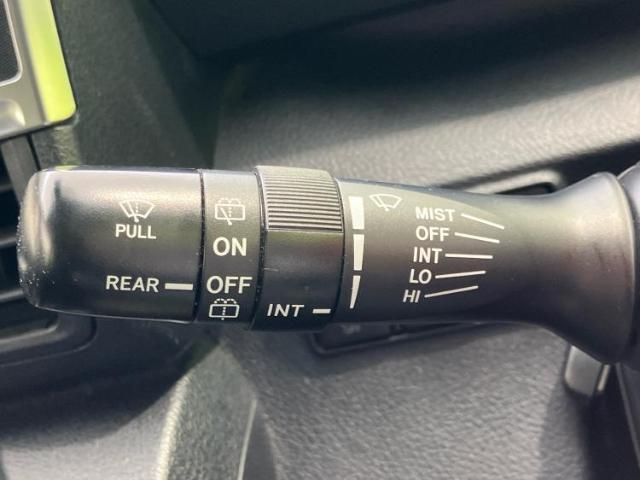 PULL
REAR
ON
OFF
INT
MIST
OFF
INT
LO
HI